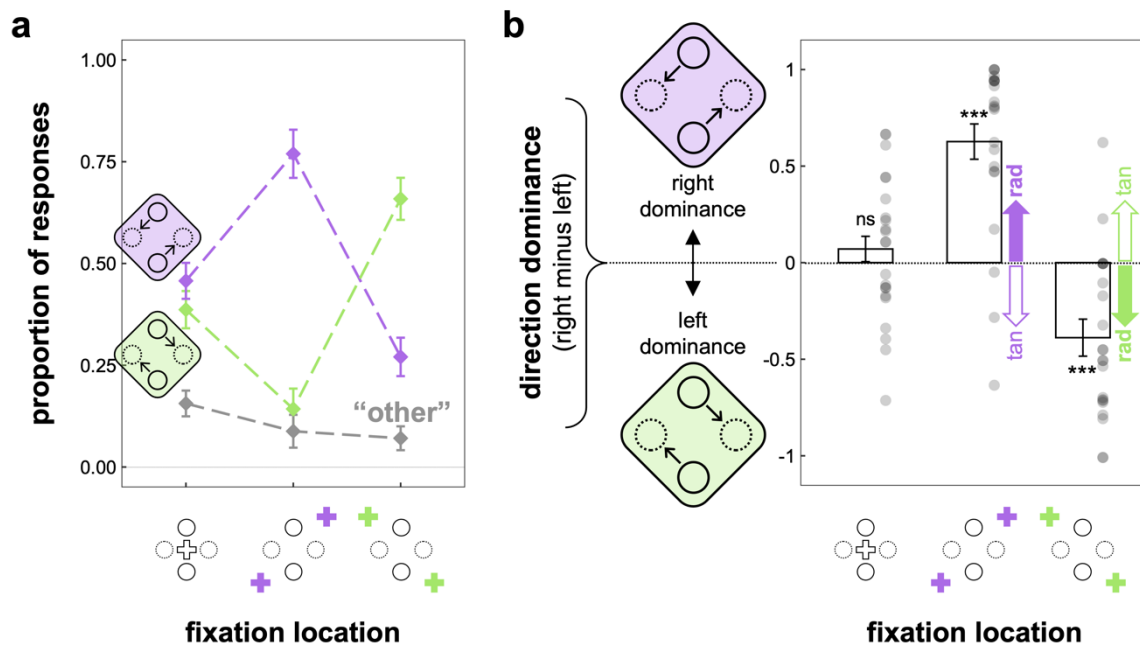 a
proportion of responses
1.00
0.75
0.50
0.25
0.00
"other"
fixation location
b
direction dominance
(right minus left)
right
dominance
left
dominance
1
0.5
0
-0.5
-1
ns
***
***
rad
tan
tan
rad
fixation location